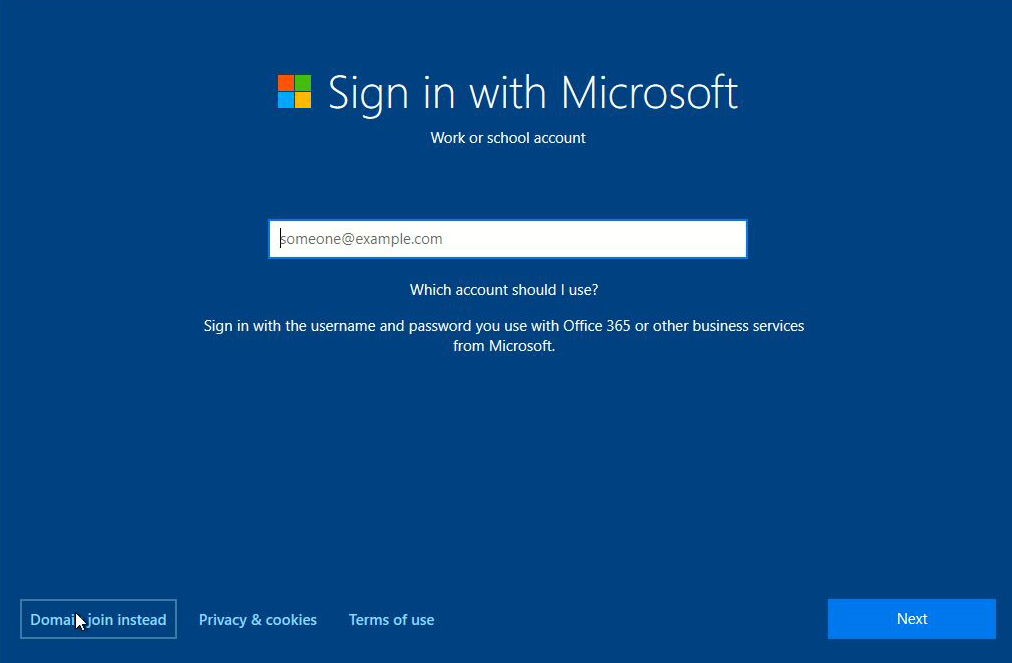 Sign in with Microsoft
Work or school account
someone@example.com
Which account should I use?
Sign in with the username and password you use with Office 365 or other business services
from Microsoft.
Domain join instead
Privacy & cookies
Terms of use
Next